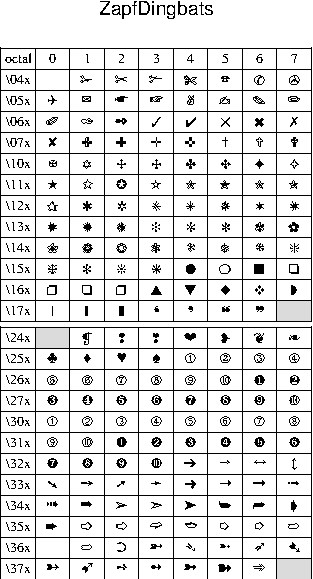 ZapfDingbats
octal 0 1 2 3 4 5 6 7
\04x ✁ ✂ ✃ ✄ ☎ ✆ ✇
\05x ✈ ✉ ☛ ☞ ✌ ✍ ✎ ✏
\06x ✐ ✑ ✒ ✓ ✔ ✕ ✖ ✗
\07x ✘ ✙ ✚ ✛ ✜ ✝ ✞ ✟
\10x ✠ ✡ ✢ ✣ ✤ ✥ ✦ ✧
\11x ★ ✩ ✪ ✫ ✬ ✭ ✮ ✯
\12x ✰ ✱ ✲ ✳ ✴ ✵ ✶ ✷
\13x ✸ ✹ ✺ ✻ ✼ ✽ ✾ ✿
\14x ❀ ❁ ❂ ❃ ❄ ❅ ❆ ❇
\15x ❈ ❉ ❊ ❋ ● ❍ ■ ❏
\16x ❐ ❑ ❒ ▲ ▼ ◆ ❖ ◗
\17x ❘ ❙ ❚ ❛ ❜ ❝ ❞
\24x ❡ ❢ ❣ ❤ ❥ ❦ ❧
\25x ♣ ♦ ♥ ♠ ① ② ③ ④
\26x ⑤ ⑥ ⑦ ⑧ ⑨ ⑩ ❶ ❷
\27x ❸ ❹ ❺ ❻ ❼ ❽ ❾ ❿
\30x ➀ ➁ ➂ ➃ ➄ ➅ ➆ ➇
\31x ➈ ➉ ➊ ➋ ➌ ➍ ➎ ➏
\32x ➐ ➑ ➒ ➓ ➔ → ↔ ↕
\33x ➘ ➙ ➚ ➛ ➜ ➝ ➞ ➟
\34x ➠ ➡ ➢ ➣ ➤ ➥ ➦ ➧
\35x ➨ ➩ ➪ ➫ ➬ ➭ ➮ ➯
\36x ➱ ➲ ➳ ➴ ➵ ➶ ➷
\37x ➸ ➹ ➺ ➻ ➼ ➽ ➾